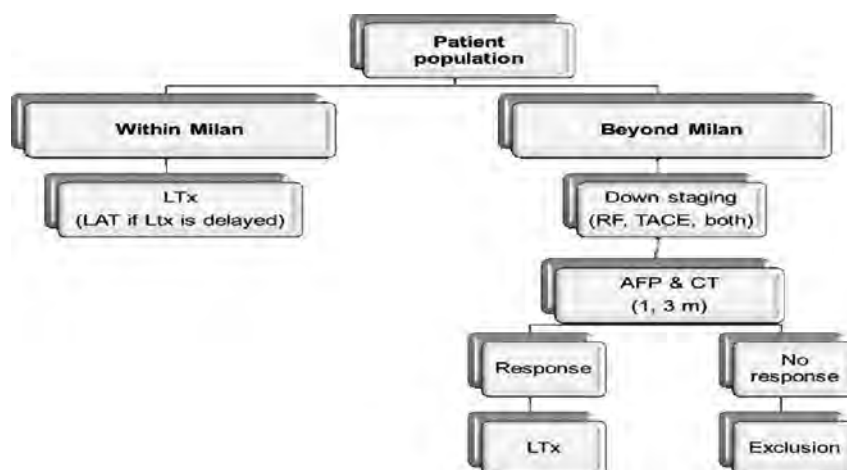 Patient
population
Within Milan
Beyond Milan
LTx
(LAT if Ltx is delayed)
Down staging
(RF, TACE, both)
AFP & CT
(1, 3 m)
Response
No
response
LTx
Exclusion